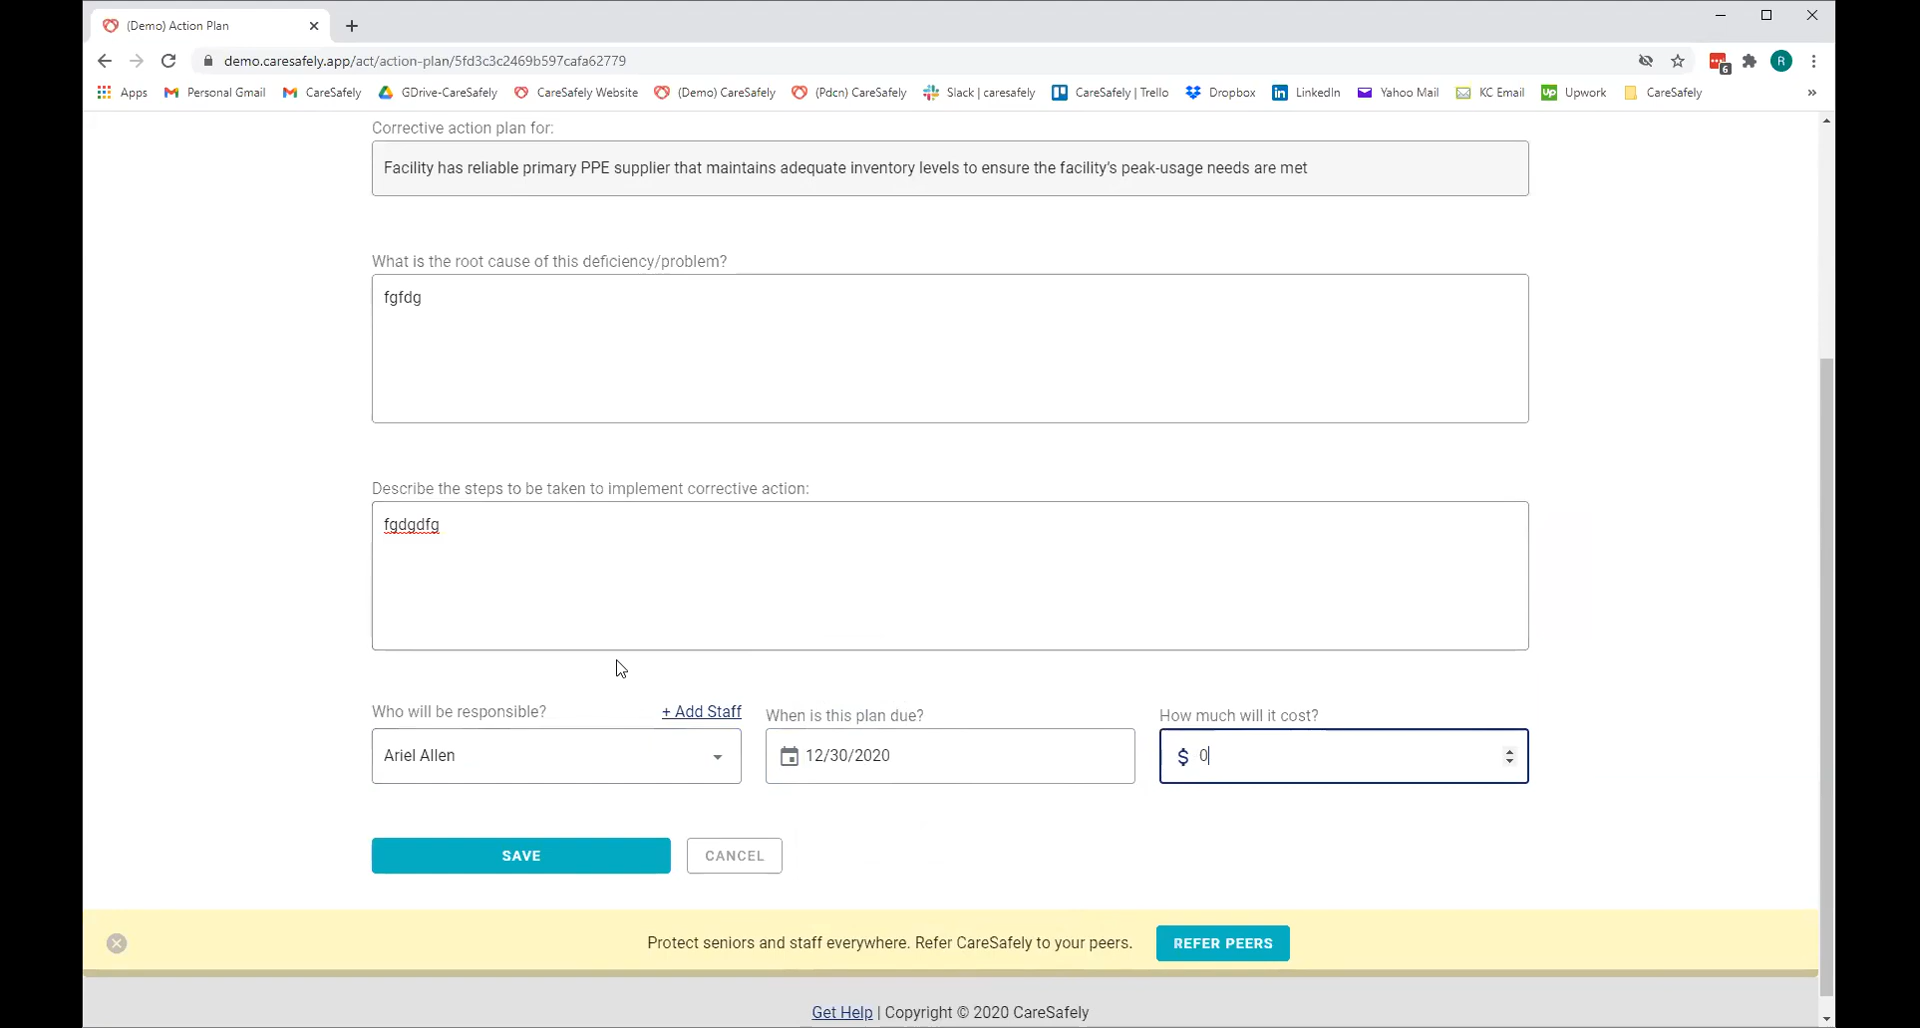 (Demo) Action Plan
demo.caresafely.app/act/action-plan/5fd3c3c2469b597cafa62779
6
R
Apps Personal Gmail CareSafely GDrive-CareSafely CareSafely Website (Demo) CareSafely (Pdcn) CareSafely Slack | caresafely CareSafely | Trello Dropbox LinkedIn Yahoo Mail KC Email Upwork CareSafely »
Corrective action plan for:
Facility has reliable primary PPE supplier that maintains adequate inventory levels to ensure the facility’s peak-usage needs are met
What is the root cause of this deficiency/problem?
fgfdg
Describe the steps to be taken to implement corrective action:
fgdgdfg
Who will be responsible? + Add Staff When is this plan due? How much will it cost?
Ariel Allen 12/30/2020 $ 0
SAVE CANCEL
Protect seniors and staff everywhere. Refer CareSafely to your peers. REFER PEERS
Get Help | Copyright © 2020 CareSafely